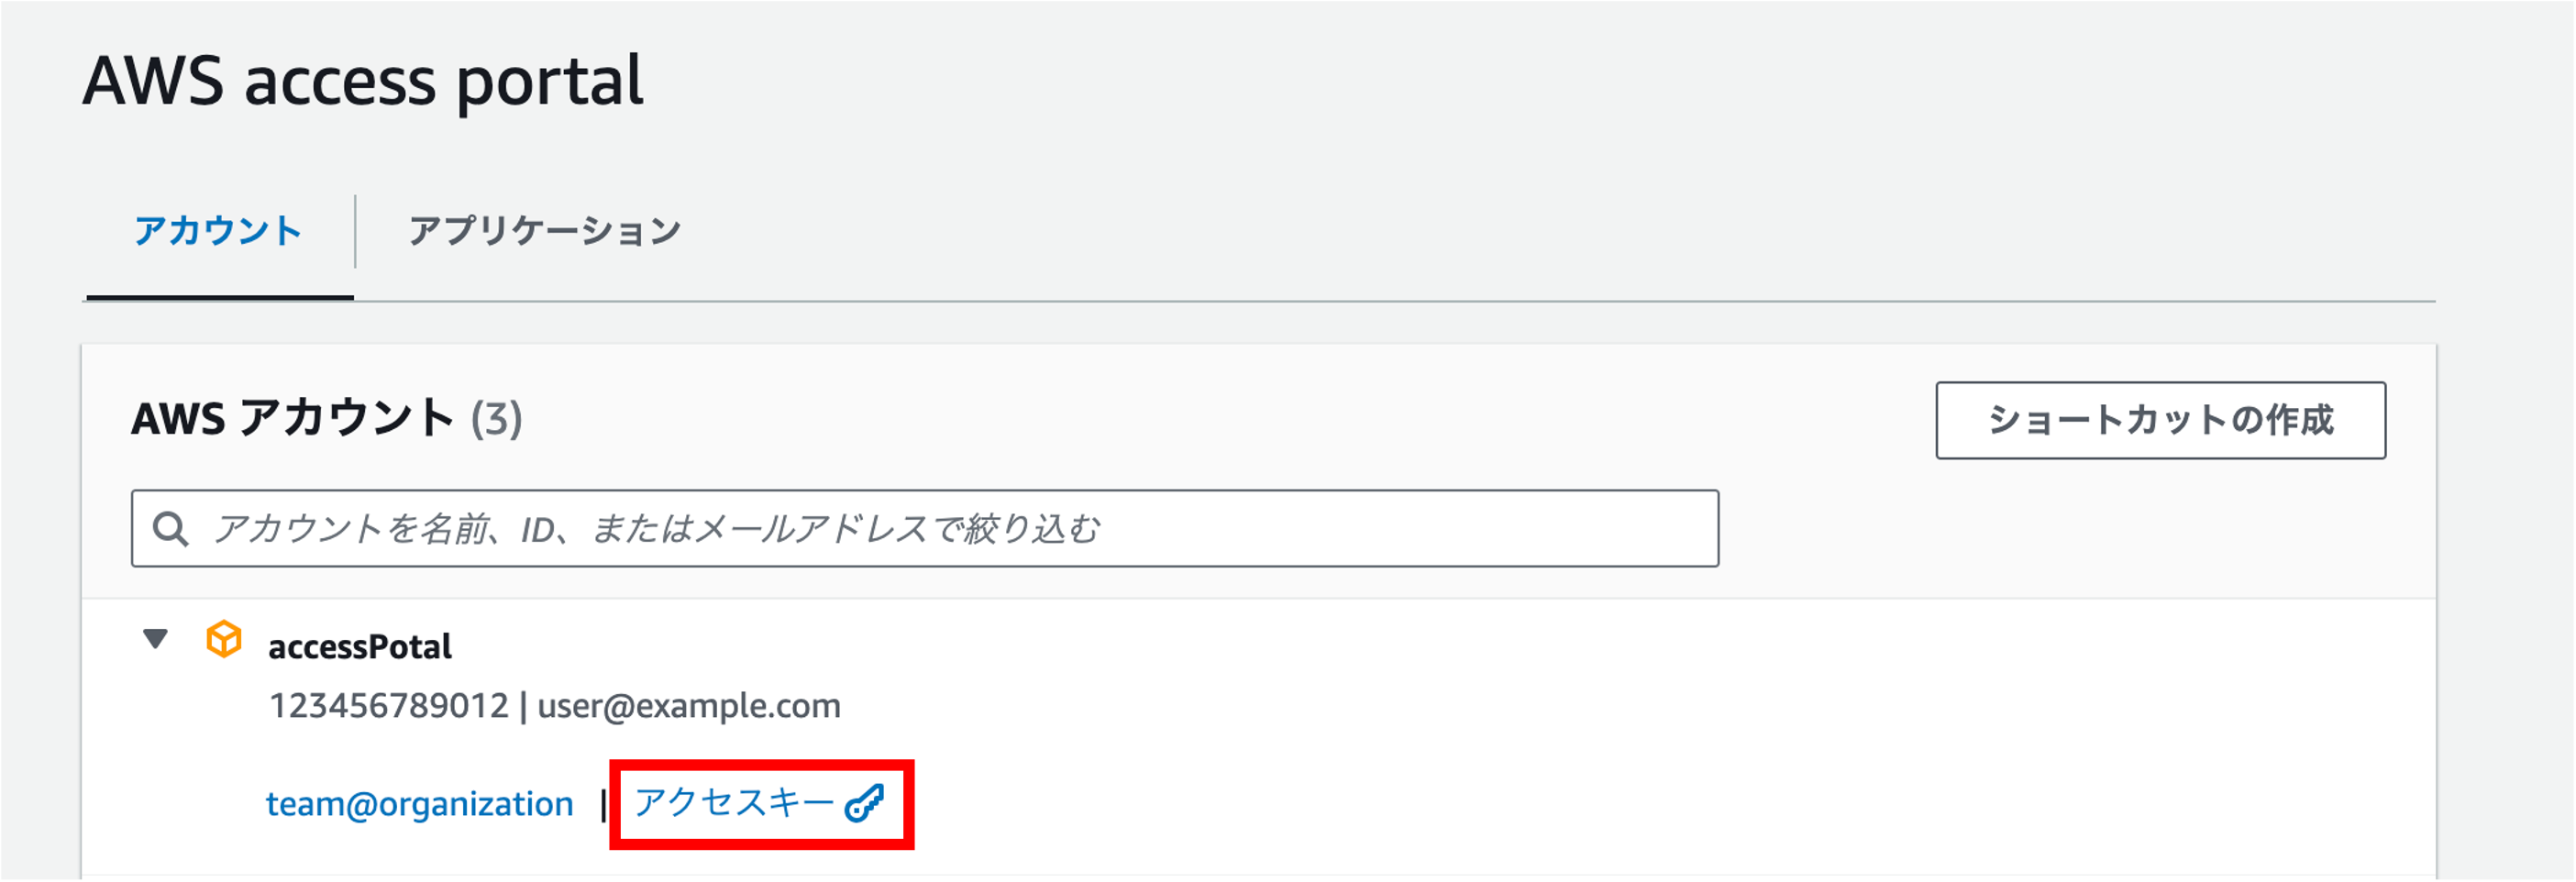 AWS access portal
アカウント
アプリケーション
AWS アカウント (3)
ショートカットの作成
アカウントを名前、ID、またはメールアドレスで絞り込む
accessPotal
123456789012 | user@example.com
team@organization | アクセスキー